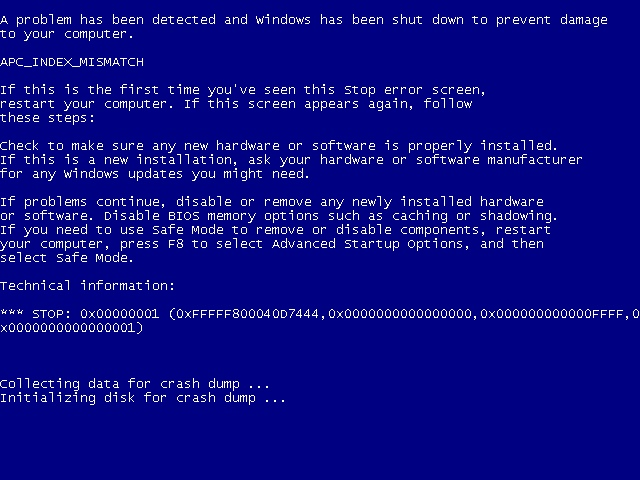 A problem has been detected and Windows has been shut down to prevent damage
to your computer.
APC_INDEX_MISMATCH
If this is the first time you've seen this Stop error screen,
restart your computer. If this screen appears again, follow
these steps:
Check to make sure any new hardware or software is properly installed.
If this is a new installation, ask your hardware or software manufacturer
for any Windows updates you might need.
If problems continue, disable or remove any newly installed hardware
or software. Disable BIOS memory options such as caching or shadowing.
If you need to use Safe Mode to remove or disable components, restart
your computer, press F8 to select Advanced Startup Options, and then
select Safe Mode.
Technical information:
*** STOP: 0x00000001 (0xFFFFF800040D7444,0x0000000000000000,0x000000000000FFFF,0
x0000000000000001)
Collecting data for crash dump ...
Initializing disk for crash dump ...